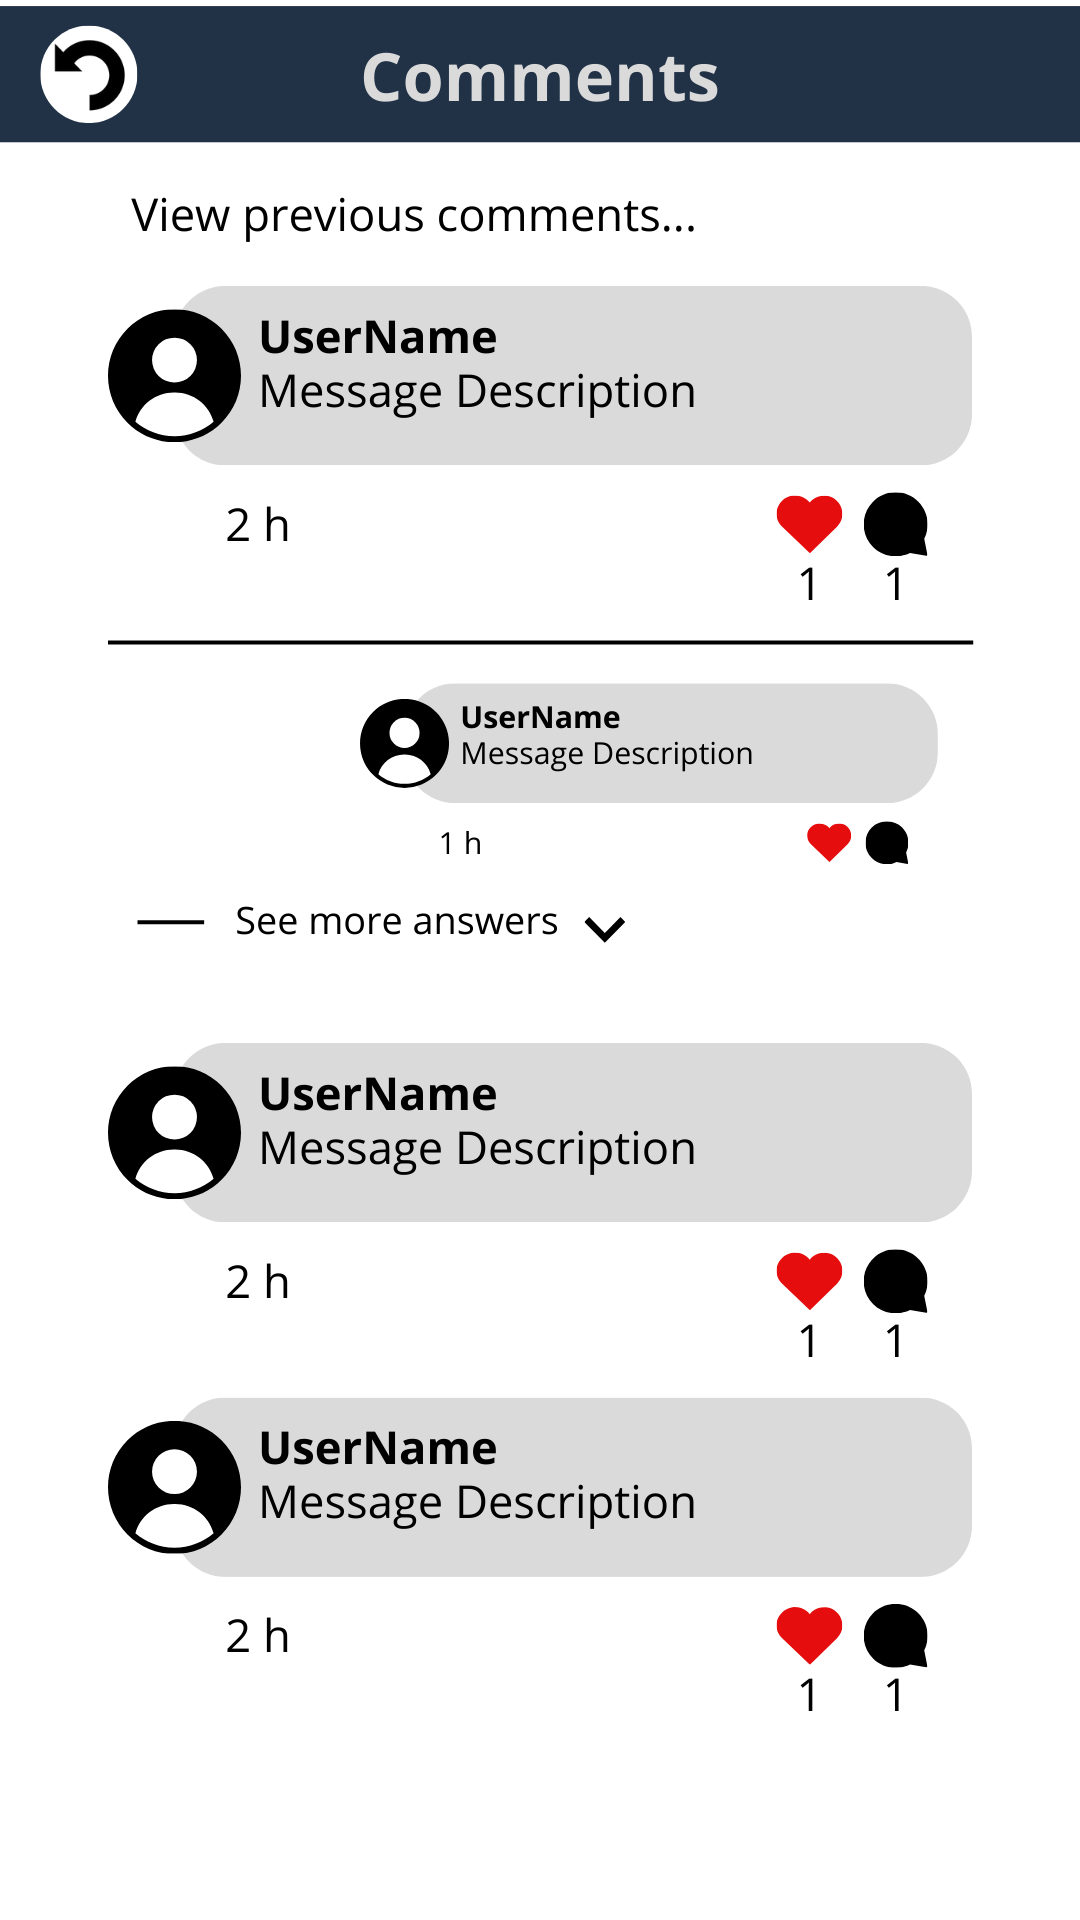 Comments
View previous comments...
UserName
Message Description
2 h
1 1
UserName
Message Description
1 h
See more answers
UserName
Message Description
2 h
1 1
UserName
Message Description
2 h
1 1